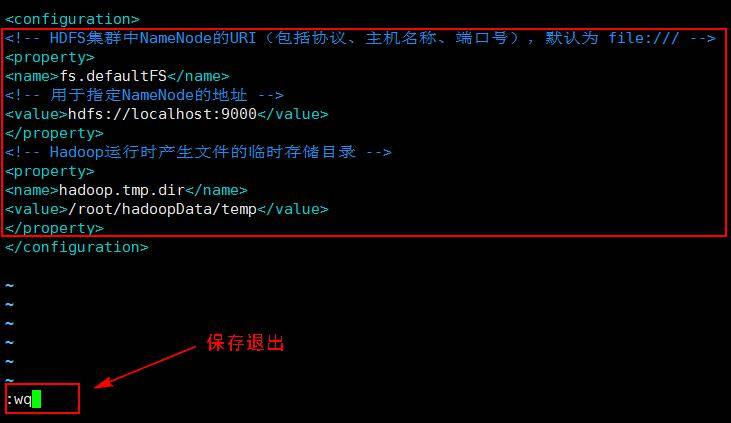 <configuration>
<!-- HDFS集群中NameNode的URI（包括协议、主机名称、端口号），默认为 file:/// -->
<property>
<name>fs.defaultFS</name>
<!-- 用于指定NameNode的地址 -->
<value>hdfs://localhost:9000</value>
</property>
<!-- Hadoop运行时产生文件的临时存储目录 -->
<property>
<name>hadoop.tmp.dir</name>
<value>/root/hadoopData/temp</value>
</property>
</configuration>
~
~
~
~
~
~
保存退出
:wq